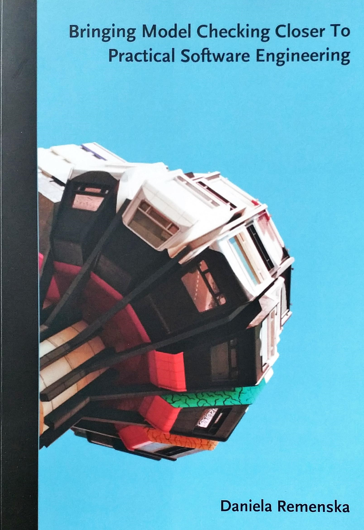 Bringing Model Checking Closer To
Practical Software Engineering
Daniela Remenska